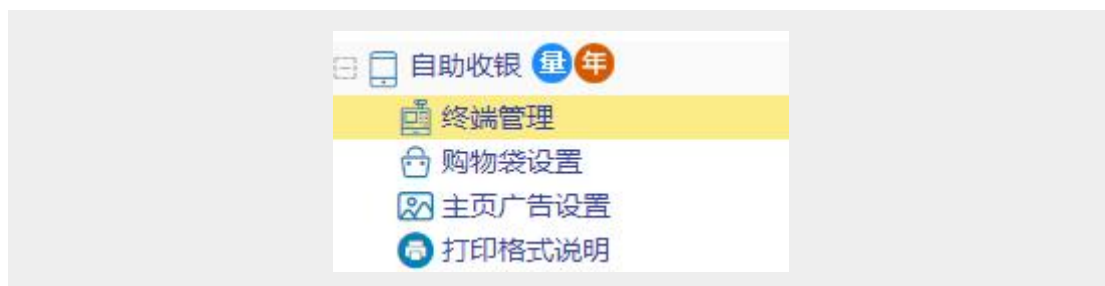 自助收银 量 年
终端管理
购物袋设置
主页广告设置
打印格式说明